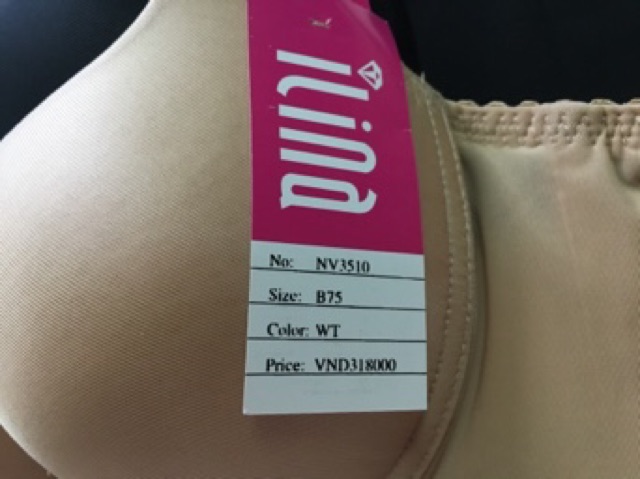 ilina
No: NV3510
Size: B75
Color: WT
Price: VND318000